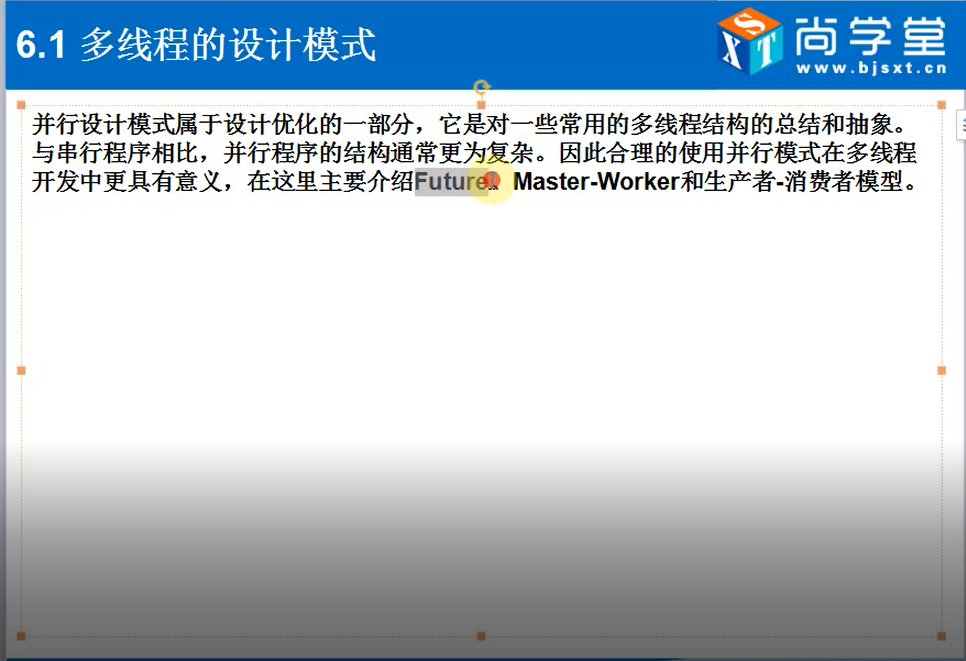 6.1 多线程的设计模式
XST
尚学堂
www.bjsxt.cn
并行设计模式属于设计优化的一部分，它是对一些常用的多线程结构的总结和抽象。
与串行程序相比，并行程序的结构通常更为复杂。因此合理的使用并行模式在多线程
开发中更具有意义，在这里主要介绍Future、Master-Worker和生产者-消费者模型。